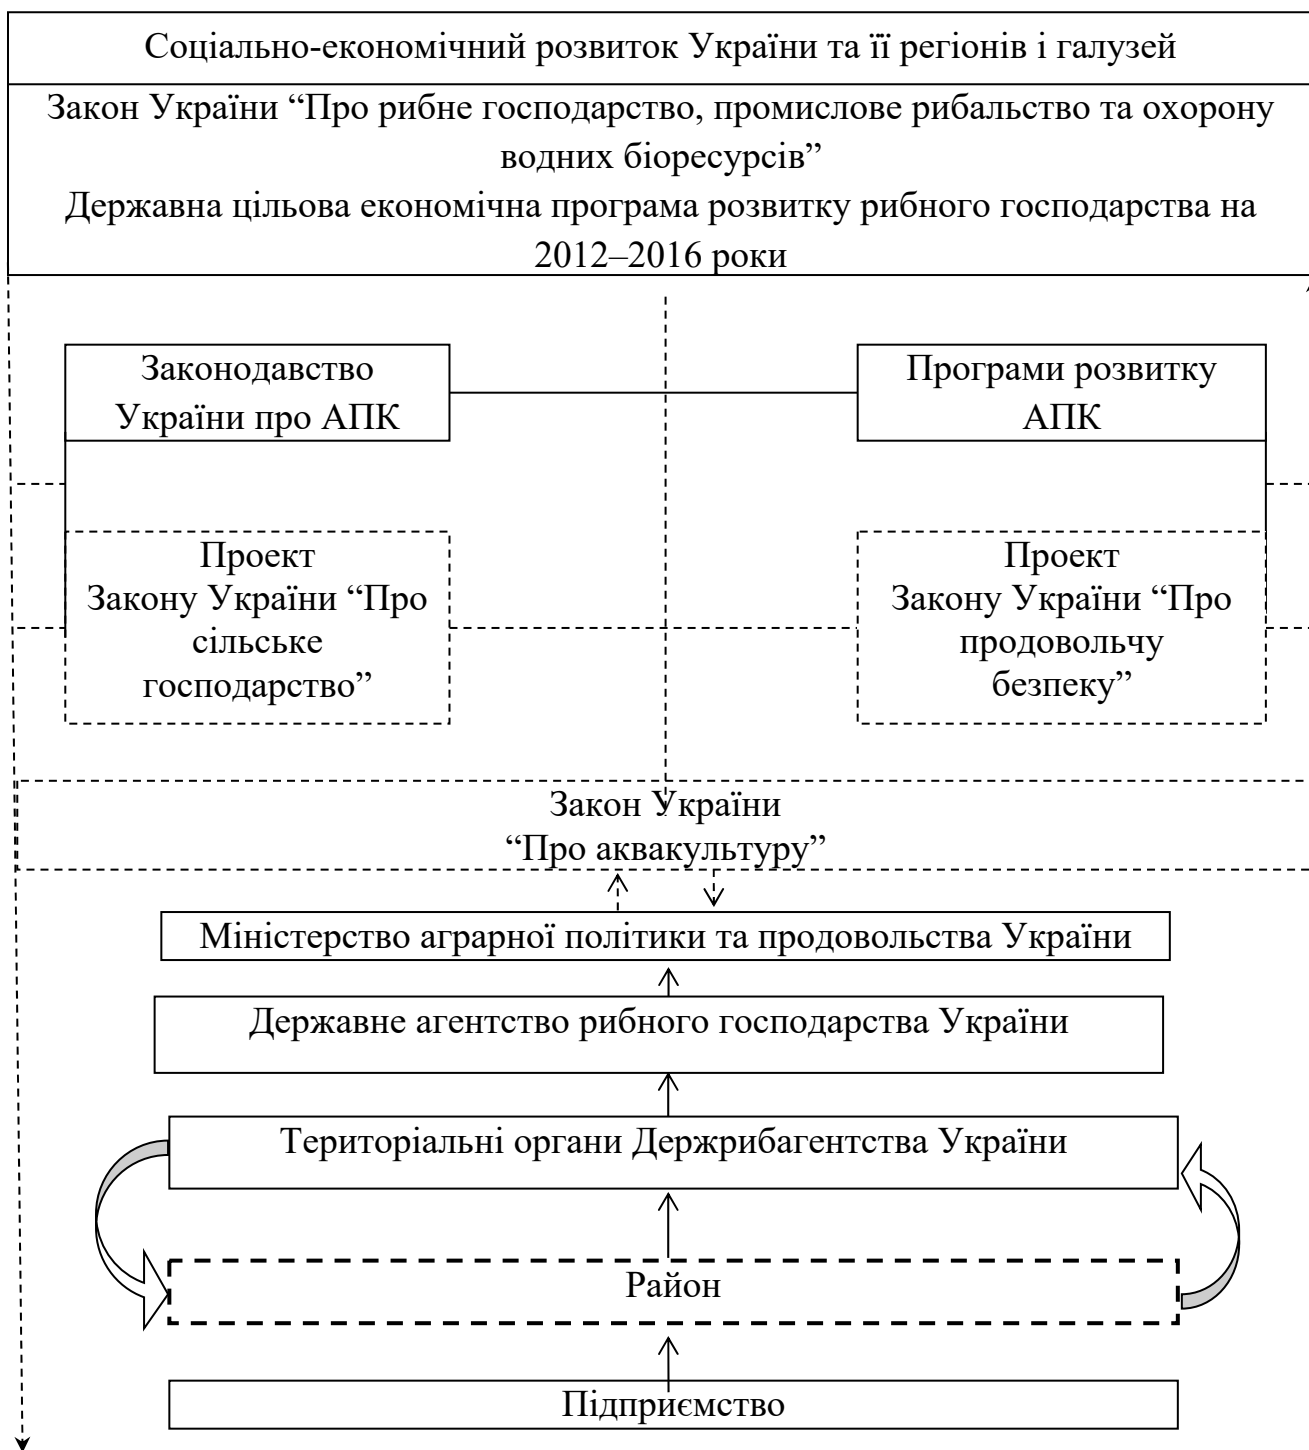 Соціально-економічний розвиток України та її регіонів і галузей
Закон України “Про рибне господарство, промислове рибальство та охорону
водних біоресурсів”
Державна цільова економічна програма розвитку рибного господарства на
2012–2016 роки
Законодавство
України про АПК
Програми розвитку
АПК
Проект
Закону України “Про
сільське
господарство”
Проект
Закону України “Про
продовольчу
безпеку”
Закон України
“Про аквакультуру”
Міністерство аграрної політики та продовольства України
Державне агентство рибного господарства України
Територіальні органи Держрибагентства України
Район
Підприємство